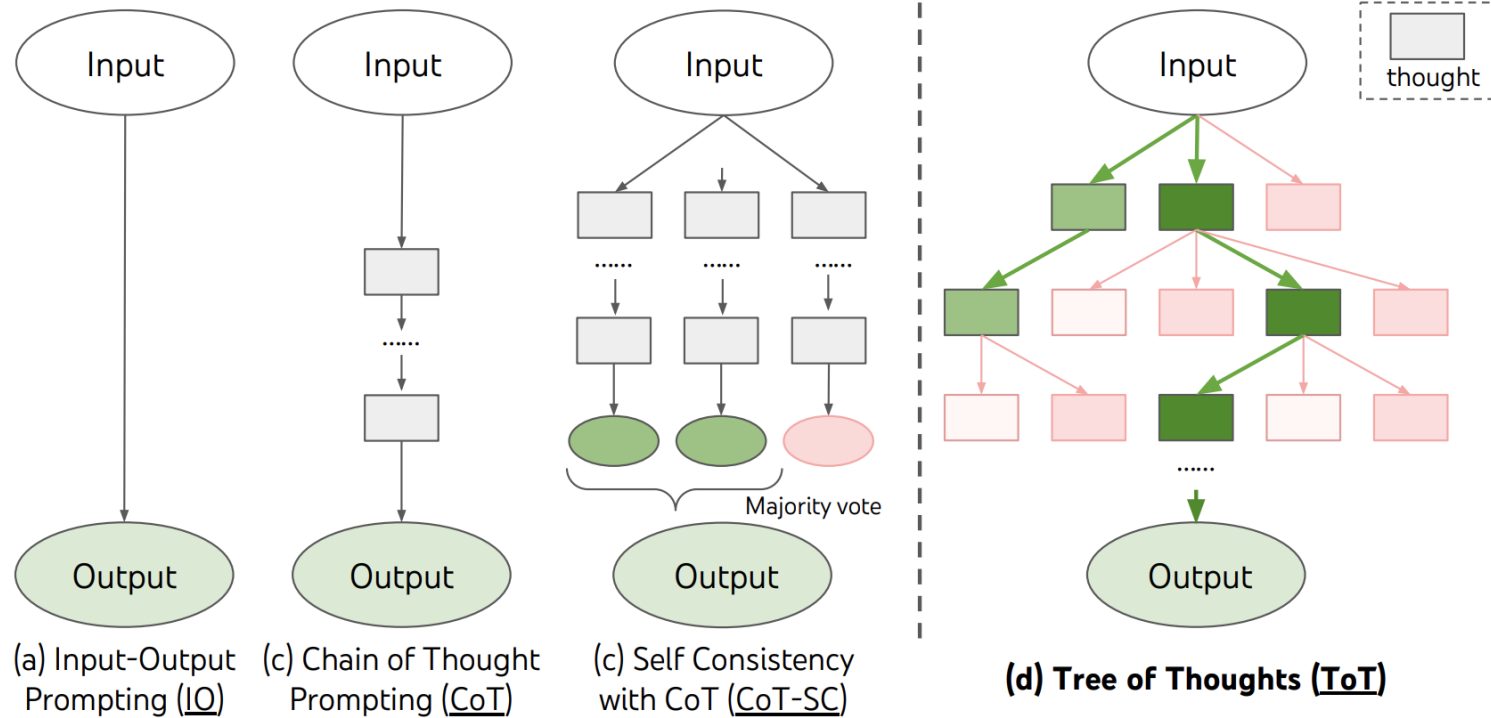 Input
Input
Input
Input
thought
......
......
......
......
......
Majority vote
Output
Output
Output
Output
(a) Input-Output
Prompting (IO)
(c) Chain of Thought
Prompting (CoT)
(c) Self Consistency
with CoT (CoT-SC)
(d) Tree of Thoughts (ToT)